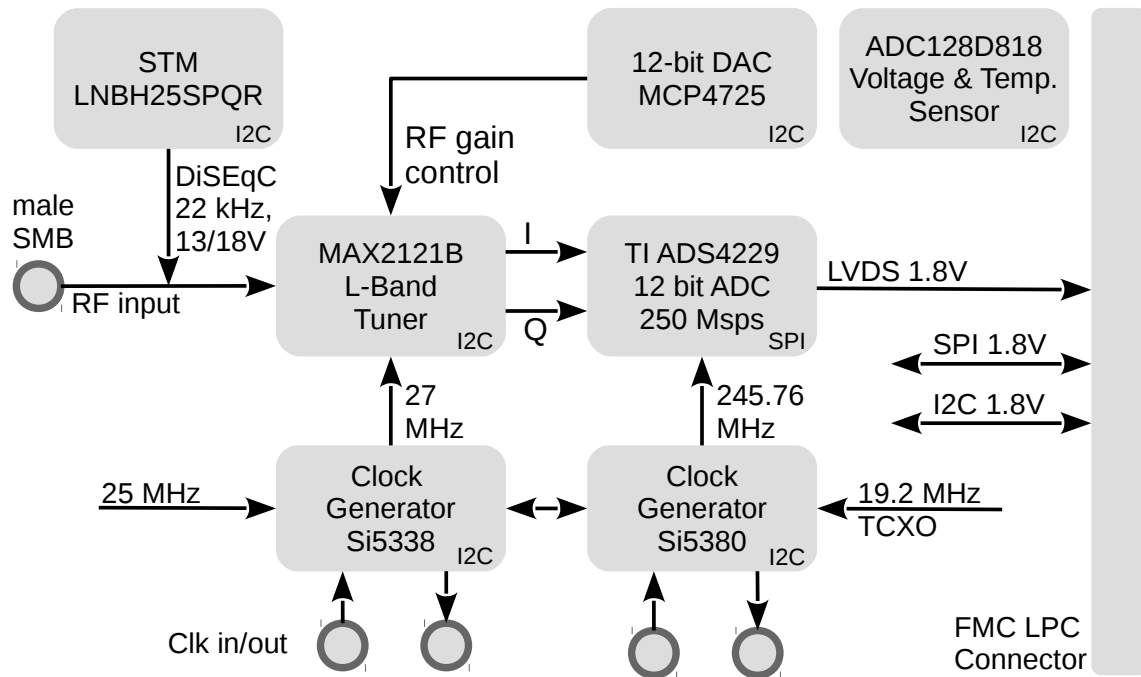 STM
LNBH25SPQR
I2C
12-bit DAC
MCP4725
I2C
ADC128D818
Voltage & Temp.
Sensor
I2C
RF gain
control
DiSEqC
22 kHz,
13/18V
male
SMB
RF input
MAX2121B
L-Band
Tuner
I2C
I
Q
TI ADS4229
12 bit ADC
250 Msps
SPI
LVDS 1.8V
SPI 1.8V
I2C 1.8V
27
MHz
245.76
MHz
25 MHz
Clock
Generator
Si5338
I2C
Clock
Generator
Si5380
I2C
19.2 MHz
TCXO
Clk in/out
FMC LPC
Connector